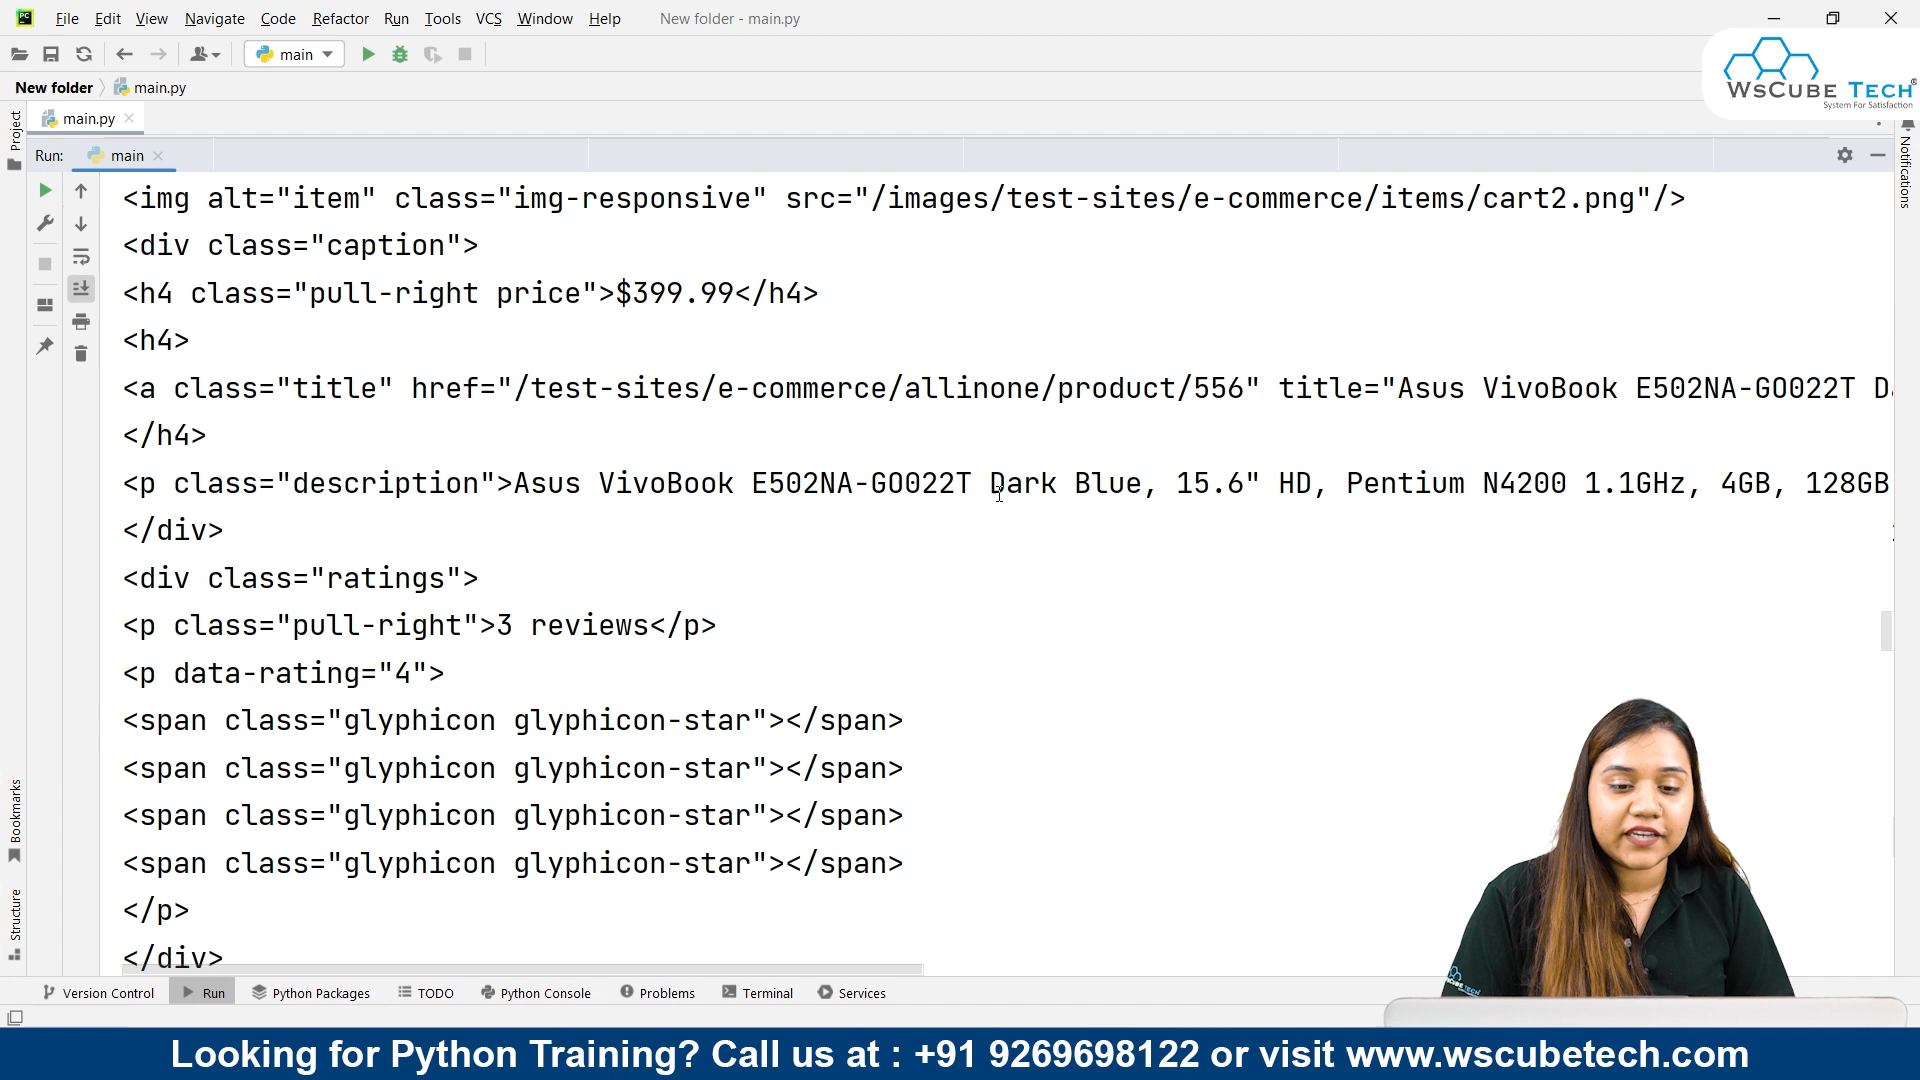 File Edit View Navigate Code Refactor Run Tools VCS Window Help New folder - main.py
main
WsCube Tech®
System For Satisfaction
New folder main.py
main.py
Project
Notifications
Run: main
<img alt="item" class="img-responsive" src="/images/test-sites/e-commerce/items/cart2.png"/>
<div class="caption">
<h4 class="pull-right price">$399.99</h4>
<h4>
<a class="title" href="/test-sites/e-commerce/allinone/product/556" title="Asus VivoBook E502NA-GO022T
</h4>
<p class="description">Asus VivoBook E502NA-GO022T Dark Blue, 15.6" HD, Pentium N4200 1.1GHz, 4GB, 128GB
</div>
<div class="ratings">
<p class="pull-right">3 reviews</p>
<p data-rating="4">
<span class="glyphicon glyphicon-star"></span>
<span class="glyphicon glyphicon-star"></span>
<span class="glyphicon glyphicon-star"></span>
<span class="glyphicon glyphicon-star"></span>
</p>
</div>
Bookmarks
Structure
Version Control Run Python Packages TODO Python Console Problems Terminal Services
Looking for Python Training? Call us at : +91 9269698122 or visit www.wscubetech.com